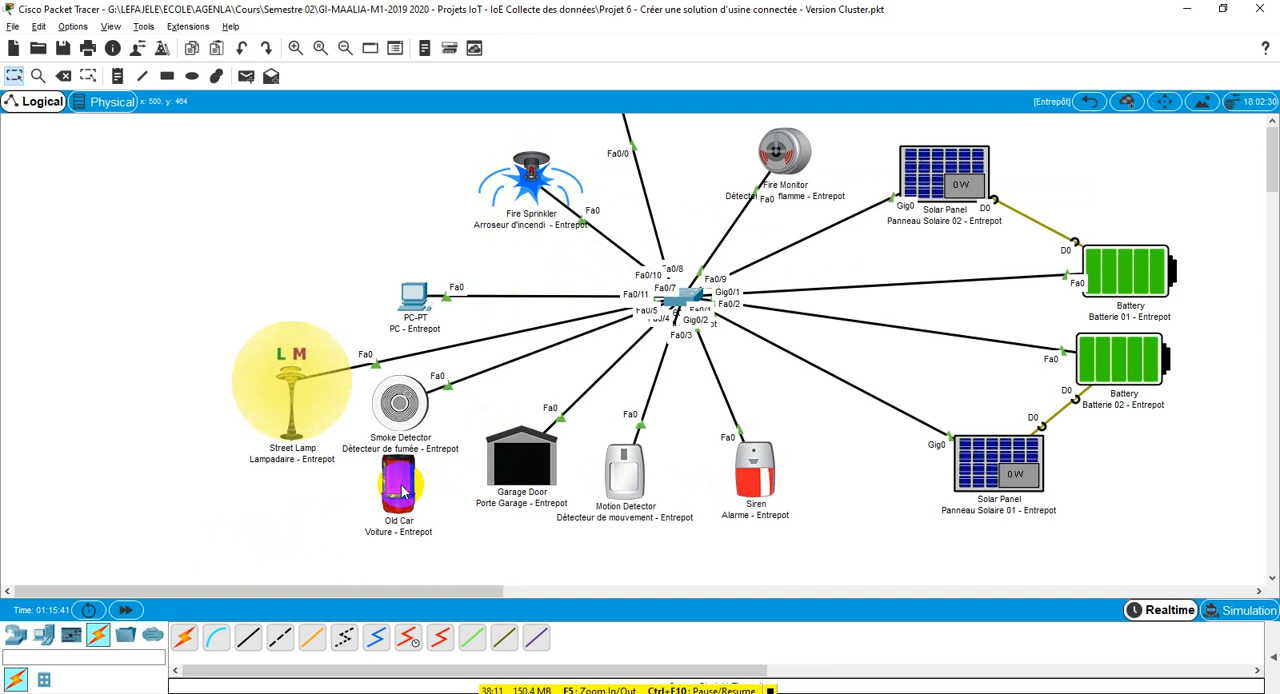 Cisco Packet Tracer - G:\LEFAJELE\ECOLE\AGENLA\Cours\Semestre 02\GI-MAALIA-M1-2019 2020 - Projets IoT - IoE Collecte des données\Projet 6 - Créer une solution d'usine connectée - Version Cluster.pkt
File Edit Options View Tools Extensions Help
?
Logical Physical x: 500, y: 464 [Entrepôt] 18:02:30
Fa0/0
Fire Sprinkler
Arroseur d'incendi - Entrepot
Fa0
Fire Monitor
Détecte flamme - Entrepot
Fa0
Solar Panel
Panneau Solaire 02 - Entrepot
0 W
Gig0
D0
D0
Fa0
Battery
Batterie 01 - Entrepot
Fa0/8
Fa0/10
Fa0/9
Fa0/7
Gig0/1
Fa0/11
Fa0/2
Fa0/5
Gig0/2
Fa0/3
PC-PT
PC - Entrepot
Fa0
L M
Fa0
Street Lamp
Lampadaire - Entrepot
Fa0
Smoke Detector
Détecteur de fumée - Entrepot
Old Car
Voiture - Entrepot
Fa0
Garage Door
Porte Garage - Entrepot
Fa0
Motion Detector
Détecteur de mouvement - Entrepot
Fa0
Siren
Alarme - Entrepot
Fa0
Battery
Batterie 02 - Entrepot
D0
D0
Gig0
0 W
Solar Panel
Panneau Solaire 01 - Entrepot
Time: 01:15:41
Realtime Simulation
38:11 150.4 MB F5: Zoom In/Out Ctrl+F10: Pause/Resume